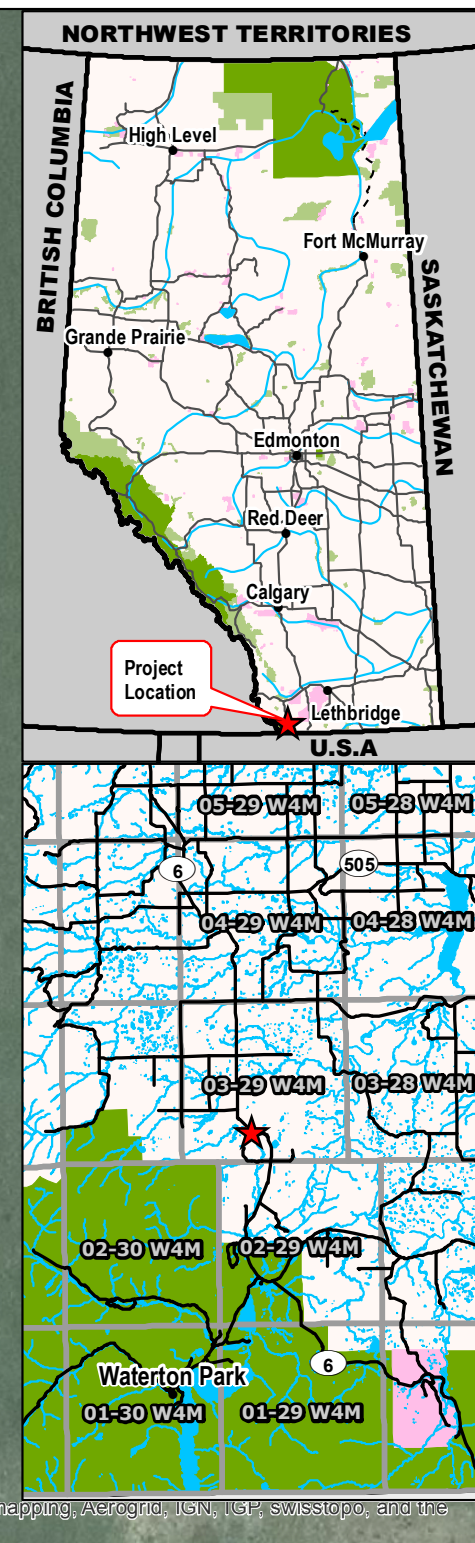 NORTHWEST TERRITORIES
BRITISH COLUMBIA
High Level
Fort McMurray
SASKATCHEWAN
Grande Prairie
Edmonton
Red Deer
Calgary
Project
Location
Lethbridge
U.S.A
05-29 W4M
05-28 W4M
6
505
04-29 W4M
04-28 W4M
03-29 W4M
03-28 W4M
02-30 W4M
02-29 W4M
6
Waterton Park
01-30 W4M
01-29 W4M
mapping, Aerogrid, IGN, IGP, swisstopo, and the